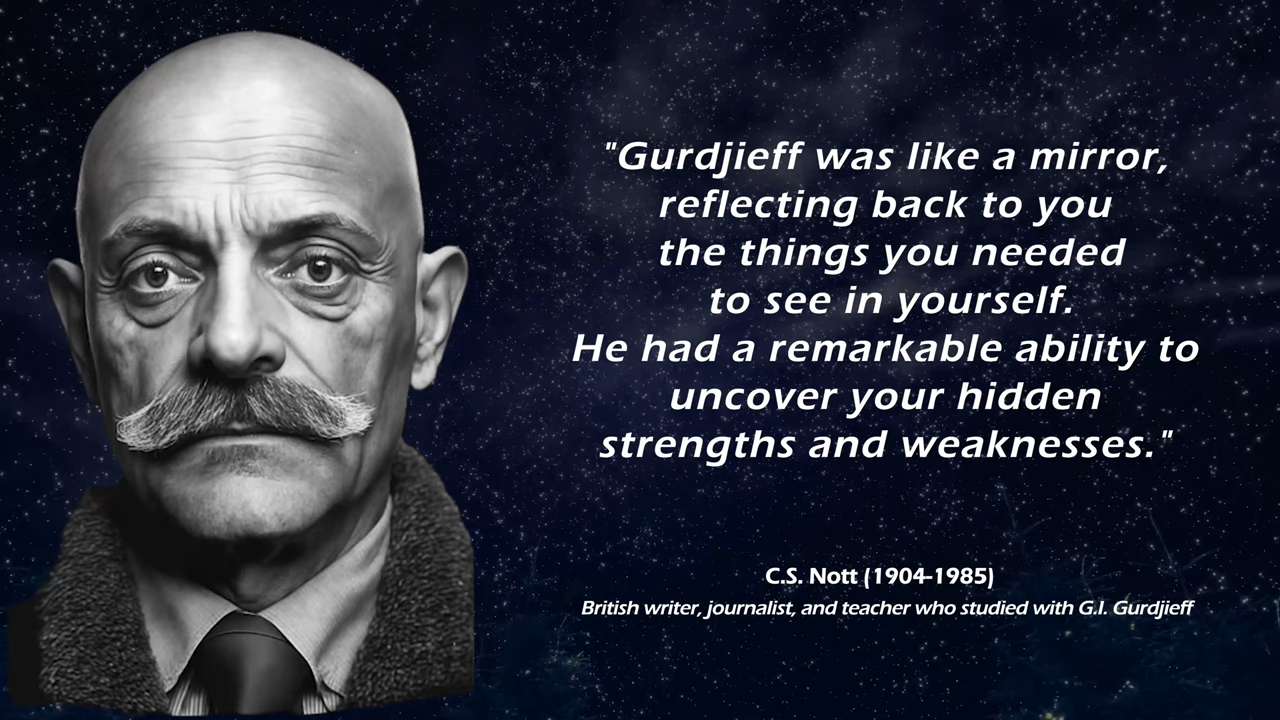 "Gurdjieff was like a mirror,
reflecting back to you
the things you needed
to see in yourself.
He had a remarkable ability to
uncover your hidden
strengths and weaknesses."
C.S. Nott (1904-1985)
British writer, journalist, and teacher who studied with G.I. Gurdjieff